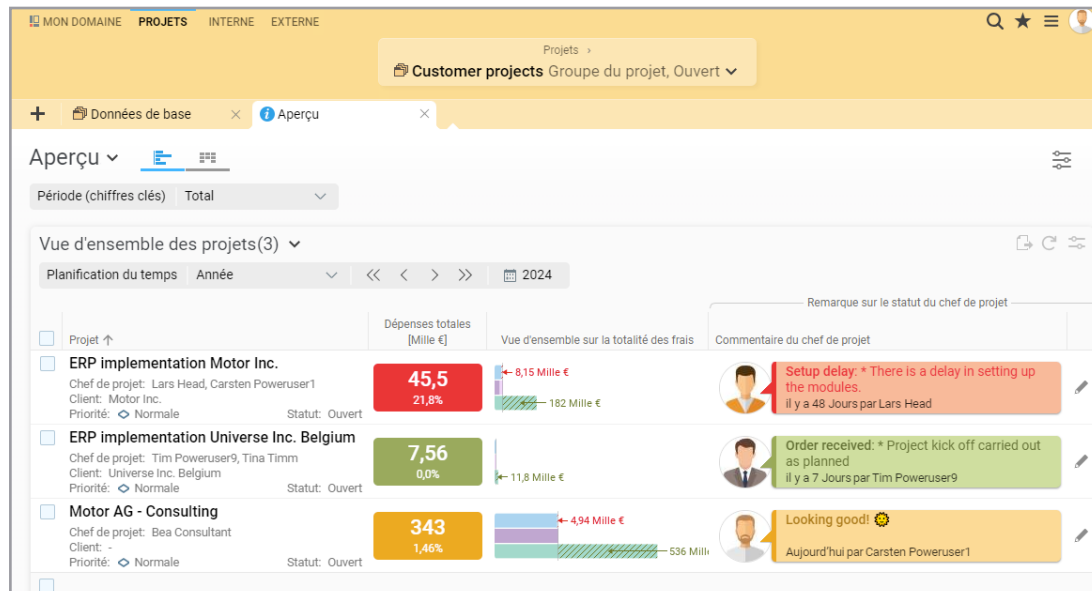 MON DOMAINE PROJETS INTERNE EXTERNE
Projets ›
Customer projects Groupe du projet, Ouvert
Données de base Aperçu
Aperçu
Période (chiffres clés) Total
Vue d'ensemble des projets(3)
Planification du temps Année 2024
Remarque sur le statut du chef de projet
Projet Dépenses totales [Mille €] Vue d'ensemble sur la totalité des frais Commentaire du chef de projet
ERP implementation Motor Inc.
Chef de projet: Lars Head, Carsten Poweruser1
Client: Motor Inc.
Priorité: Normale Statut: Ouvert
45,5
21,8%
8,15 Mille €
182 Mille €
Setup delay: * There is a delay in setting up
the modules.
il y a 48 Jours par Lars Head
ERP implementation Universe Inc. Belgium
Chef de projet: Tim Poweruser9, Tina Timm
Client: Universe Inc. Belgium
Priorité: Normale Statut: Ouvert
7,56
0,0%
11,8 Mille €
Order received: * Project kick off carried out
as planned
il y a 7 Jours par Tim Poweruser9
Motor AG - Consulting
Chef de projet: Bea Consultant
Client: -
Priorité: Normale Statut: Ouvert
343
1,46%
4,94 Mille €
536 Mill
Looking good!
Aujourd'hui par Carsten Poweruser1